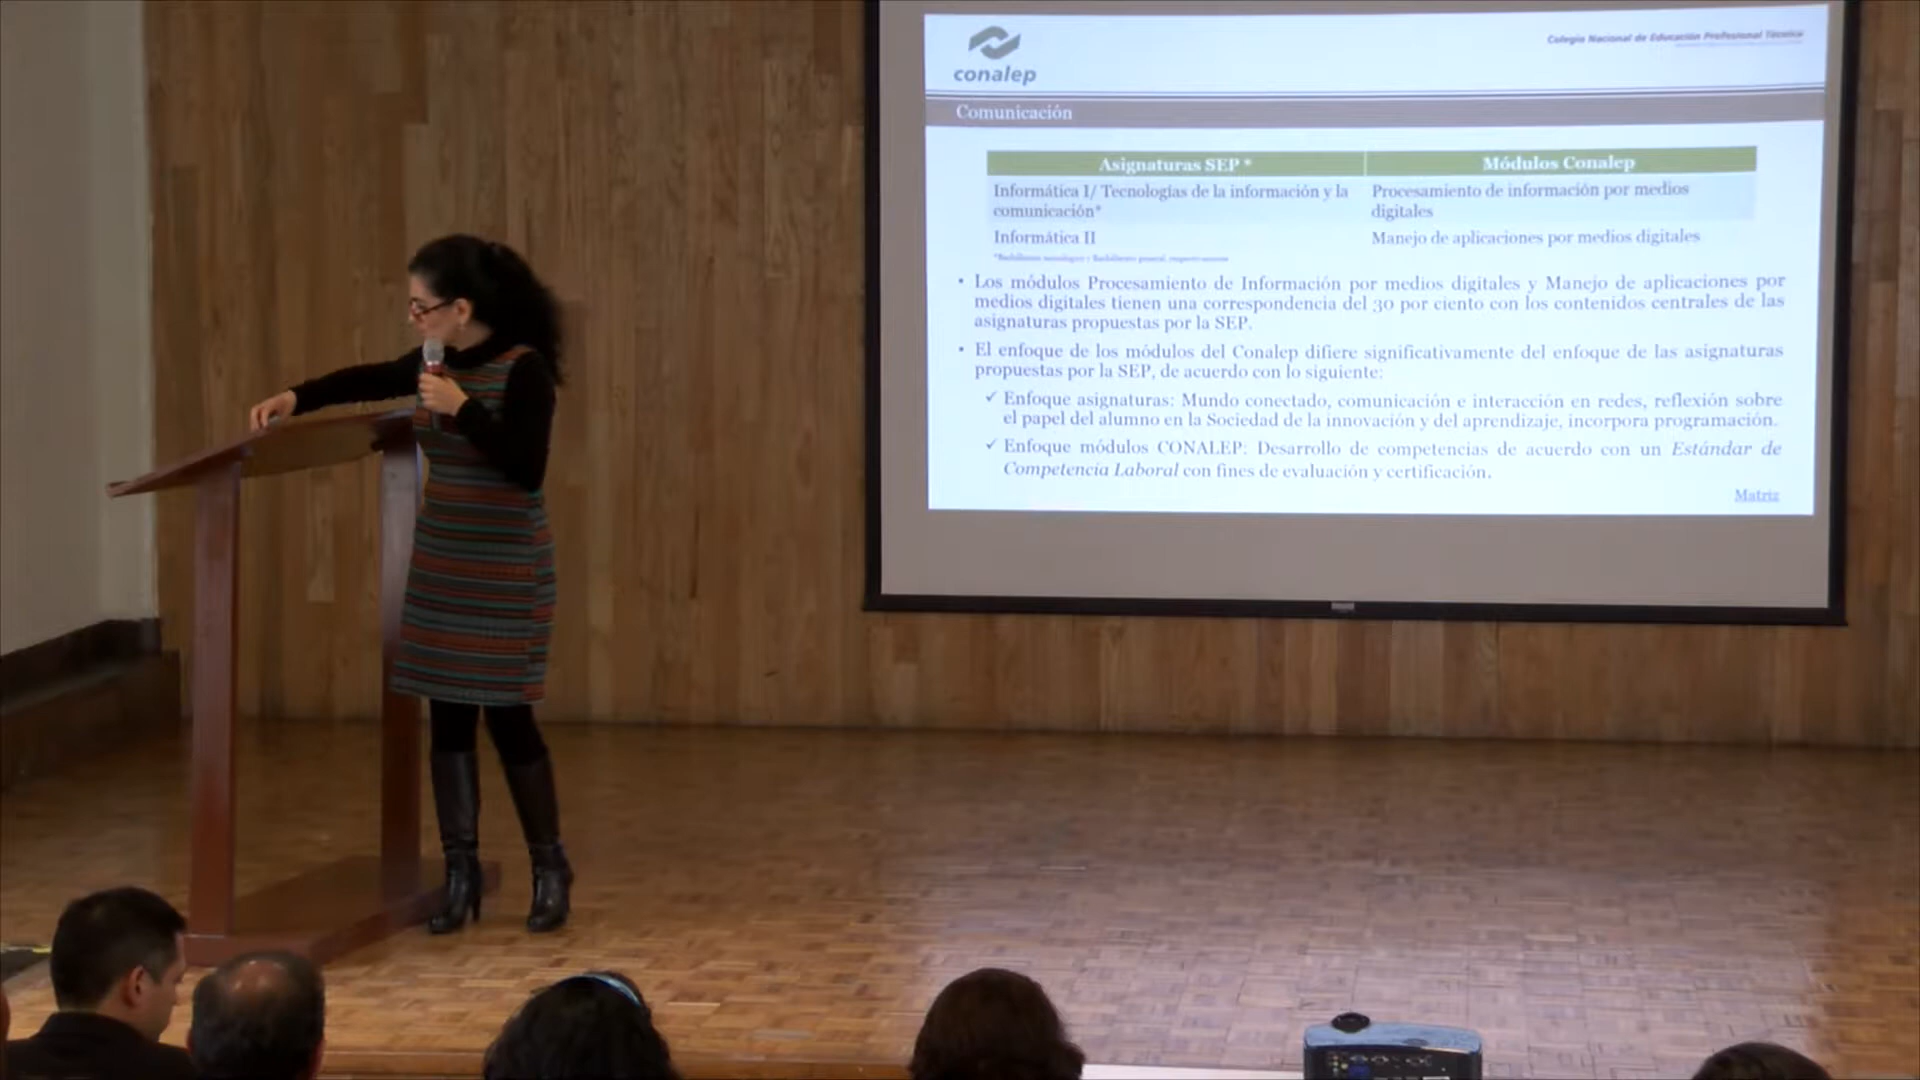 conalep
Colegio Nacional de Educación Profesional Técnica
Comunicación
Asignaturas SEP *
Módulos Conalep
Informática I/ Tecnologías de la información y la
comunicación*
Procesamiento de información por medios
digitales
Informática II
Manejo de aplicaciones por medios digitales
*Bachillerato tecnológico y Bachillerato general, respectivamente
▪ Los módulos Procesamiento de Información por medios digitales y Manejo de aplicaciones por
medios digitales tienen una correspondencia del 30 por ciento con los contenidos centrales de las
asignaturas propuestas por la SEP.
▪ El enfoque de los módulos del Conalep difiere significativamente del enfoque de las asignaturas
propuestas por la SEP, de acuerdo con lo siguiente:
✓ Enfoque asignaturas: Mundo conectado, comunicación e interacción en redes, reflexión sobre
el papel del alumno en la Sociedad de la innovación y del aprendizaje, incorpora programación.
✓ Enfoque módulos CONALEP: Desarrollo de competencias de acuerdo con un Estándar de
Competencia Laboral con fines de evaluación y certificación.
Matriz